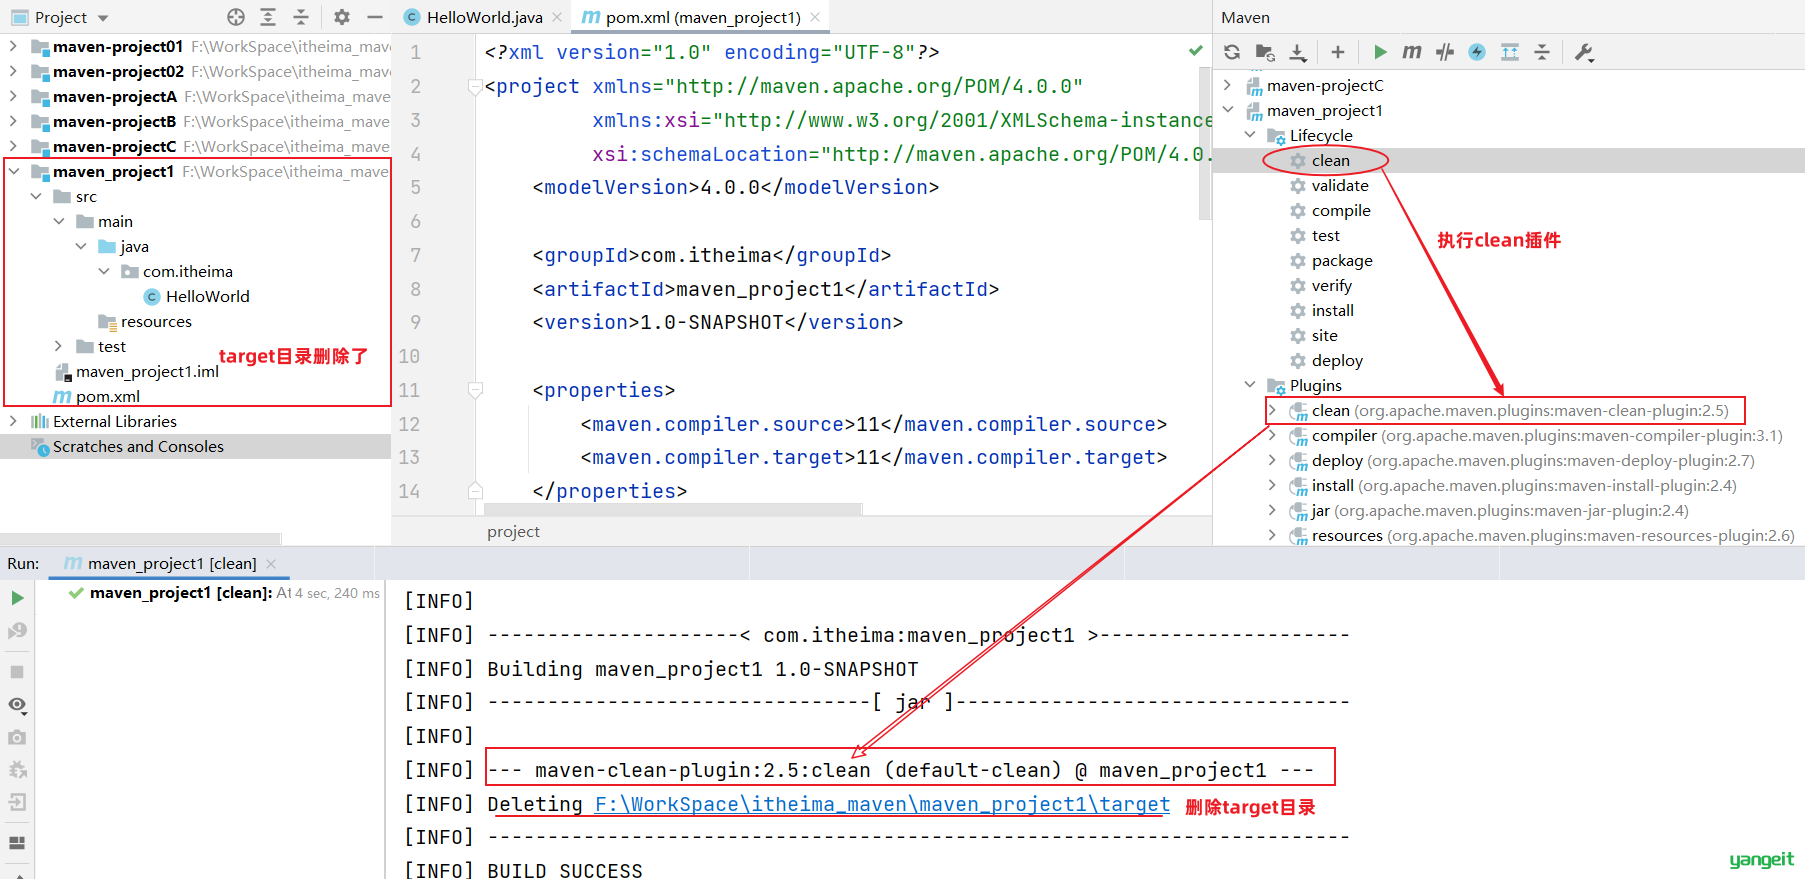 Project
maven-project01 F:\WorkSpace\itheima_mave
maven-project02 F:\WorkSpace\itheima_mave
maven-projectA F:\WorkSpace\itheima_mave
maven-projectB F:\WorkSpace\itheima_mave
maven-projectC F:\WorkSpace\itheima_mave
maven_project1 F:\WorkSpace\itheima_mave
src
main
java
com.itheima
HelloWorld
resources
test
target目录删除了
maven_project1.iml
pom.xml
External Libraries
Scratches and Consoles
HelloWorld.java
pom.xml (maven_project1)
1 <?xml version="1.0" encoding="UTF-8"?>
2 <project xmlns="http://maven.apache.org/POM/4.0.0"
3 xmlns:xsi="http://www.w3.org/2001/XMLSchema-instance
4 xsi:schemaLocation="http://maven.apache.org/POM/4.0.
5 <modelVersion>4.0.0</modelVersion>
6
7 <groupId>com.itheima</groupId>
8 <artifactId>maven_project1</artifactId>
9 <version>1.0-SNAPSHOT</version>
10
11 <properties>
12 <maven.compiler.source>11</maven.compiler.source>
13 <maven.compiler.target>11</maven.compiler.target>
14 </properties>
project
Maven
maven-projectC
maven_project1
Lifecycle
clean
validate
compile
test
执行clean插件
package
verify
install
site
deploy
Plugins
clean (org.apache.maven.plugins:maven-clean-plugin:2.5)
compiler (org.apache.maven.plugins:maven-compiler-plugin:3.1)
deploy (org.apache.maven.plugins:maven-deploy-plugin:2.7)
install (org.apache.maven.plugins:maven-install-plugin:2.4)
jar (org.apache.maven.plugins:maven-jar-plugin:2.4)
resources (org.apache.maven.plugins:maven-resources-plugin:2.6)
Run: maven_project1 [clean]
maven_project1 [clean]: At 4 sec, 240 ms
[INFO]
[INFO] ---------------------< com.itheima:maven_project1 >---------------------
[INFO] Building maven_project1 1.0-SNAPSHOT
[INFO] --------------------------------[ jar ]---------------------------------
[INFO]
[INFO] --- maven-clean-plugin:2.5:clean (default-clean) @ maven_project1 ---
[INFO] Deleting F:\WorkSpace\itheima_maven\maven_project1\target 删除target目录
[INFO] ------------------------------------------------------------------------
[INFO] BUILD SUCCESS
yangeit